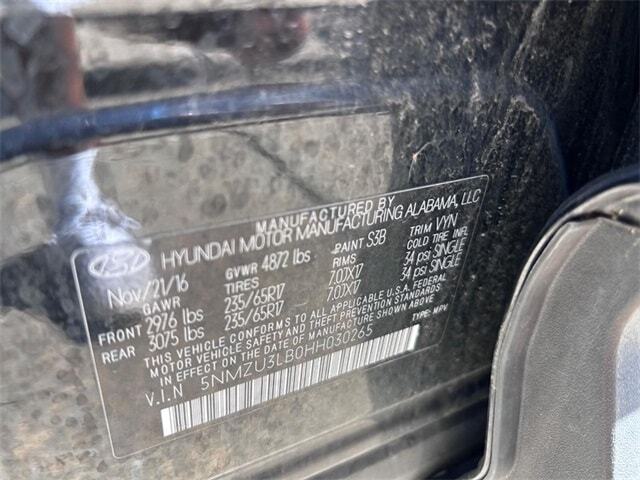 MANUFACTURED BY
HYUNDAI MOTOR MANUFACTURING ALABAMA, LLC
Nov/21/16 GVWR 4872 lbs PAINT S3B TRIM VYN
GAWR TIRES RIMS COLD TIRE INFL
FRONT 2976 lbs 235/65R17 7.0JX17 34 psi SINGLE
REAR 3075 lbs 235/65R17 7.0JX17 34 psi SINGLE
THIS VEHICLE CONFORMS TO ALL APPLICABLE U.S.A. FEDERAL
MOTOR VEHICLE SAFETY AND THEFT PREVENTION STANDARDS
IN EFFECT ON THE DATE OF MANUFACTURE SHOWN ABOVE.
V.I.N 5NMZU3LB0HH030265 TYPE: MPV